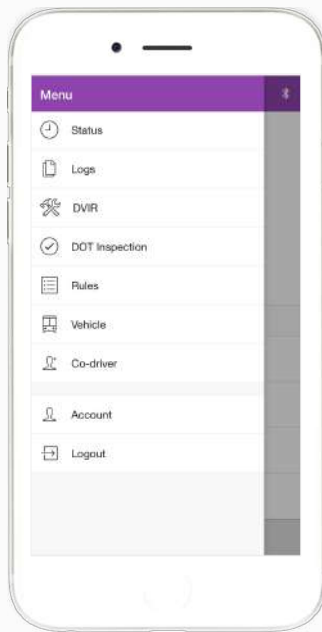 Menu
Status
Logs
DVIR
DOT Inspection
Rules
Vehicle
Co-driver
Account
Logout